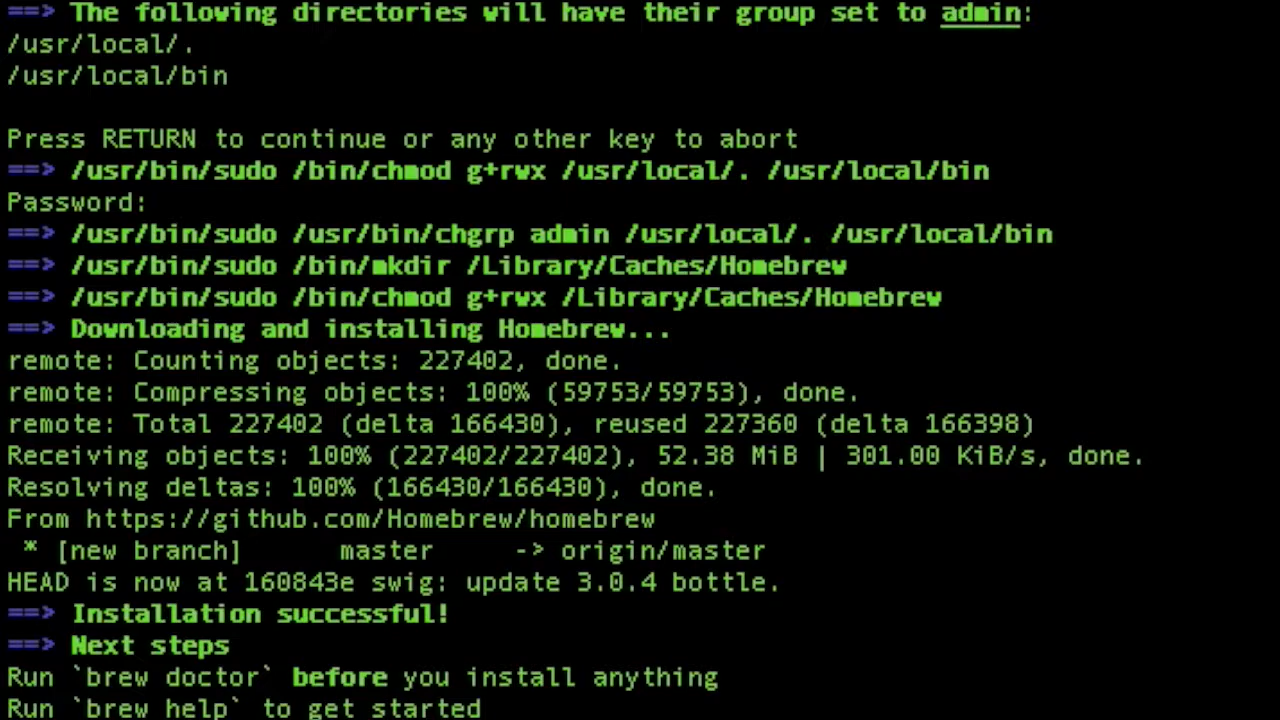 ==> The following directories will have their group set to admin:
/usr/local/.
/usr/local/bin
Press RETURN to continue or any other key to abort
==> /usr/bin/sudo /bin/chmod g+rwx /usr/local/. /usr/local/bin
Password:
==> /usr/bin/sudo /usr/bin/chgrp admin /usr/local/. /usr/local/bin
==> /usr/bin/sudo /bin/mkdir /Library/Caches/Homebrew
==> /usr/bin/sudo /bin/chmod g+rwx /Library/Caches/Homebrew
==> Downloading and installing Homebrew...
remote: Counting objects: 227402, done.
remote: Compressing objects: 100% (59753/59753), done.
remote: Total 227402 (delta 166430), reused 227360 (delta 166398)
Receiving objects: 100% (227402/227402), 52.38 MiB | 301.00 KiB/s, done.
Resolving deltas: 100% (166430/166430), done.
From https://github.com/Homebrew/homebrew
 * [new branch]      master     -> origin/master
HEAD is now at 160843e swig: update 3.0.4 bottle.
==> Installation successful!
==> Next steps
Run `brew doctor` before you install anything
Run `brew help` to get started